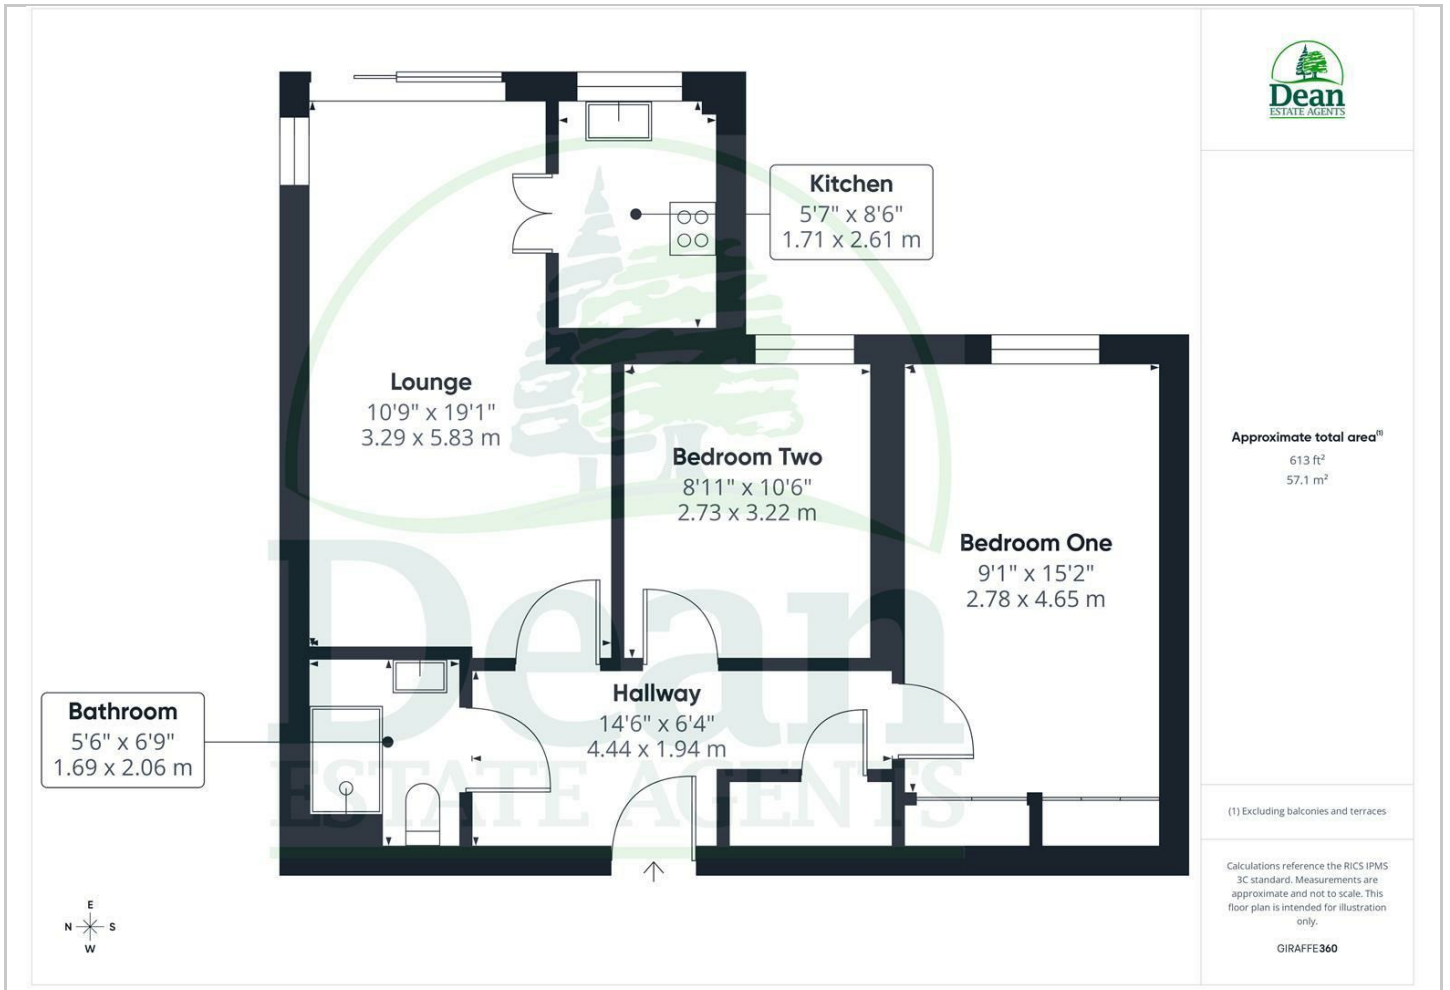 Dean
ESTATE AGENTS
Kitchen
5'7" x 8'6"
1.71 x 2.61 m
Lounge
10'9" x 19'1"
3.29 x 5.83 m
Bedroom Two
8'11" x 10'6"
2.73 x 3.22 m
Bedroom One
9'1" x 15'2"
2.78 x 4.65 m
Hallway
14'6" x 6'4"
4.44 x 1.94 m
Bathroom
5'6" x 6'9"
1.69 x 2.06 m
Dean
ESTATE AGENTS
E
N S
W
Approximate total area(1)
613 ft²
57.1 m²
(1) Excluding balconies and terraces
Calculations reference the RICS IPMS
3C standard. Measurements are
approximate and not to scale. This
floor plan is intended for illustration
only.
GIRAFFE360